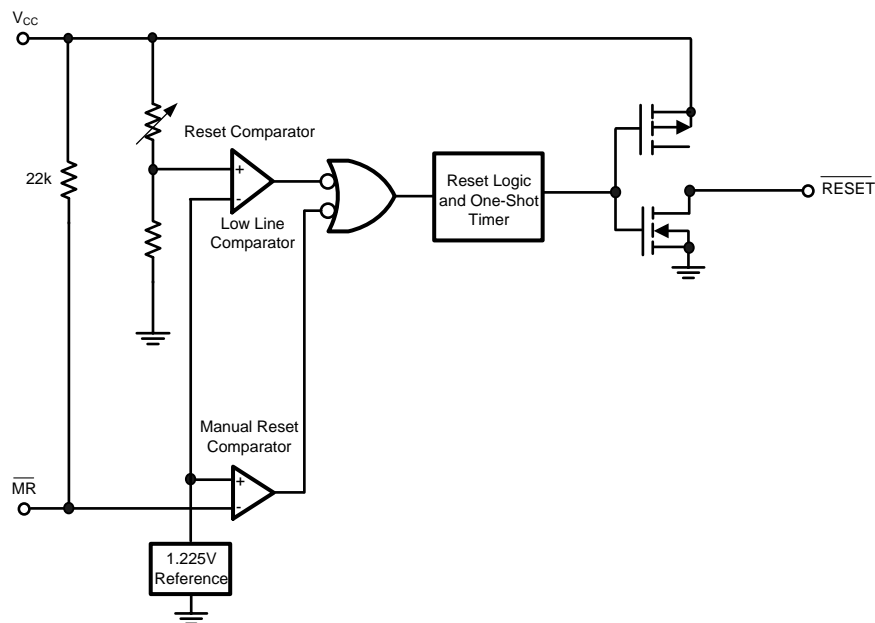 V_CC
Reset Comparator
+
-
22k
Low Line
Comparator
Reset Logic
and One-Shot
Timer
RESET
Manual Reset
Comparator
MR
+
-
1.225V
Reference